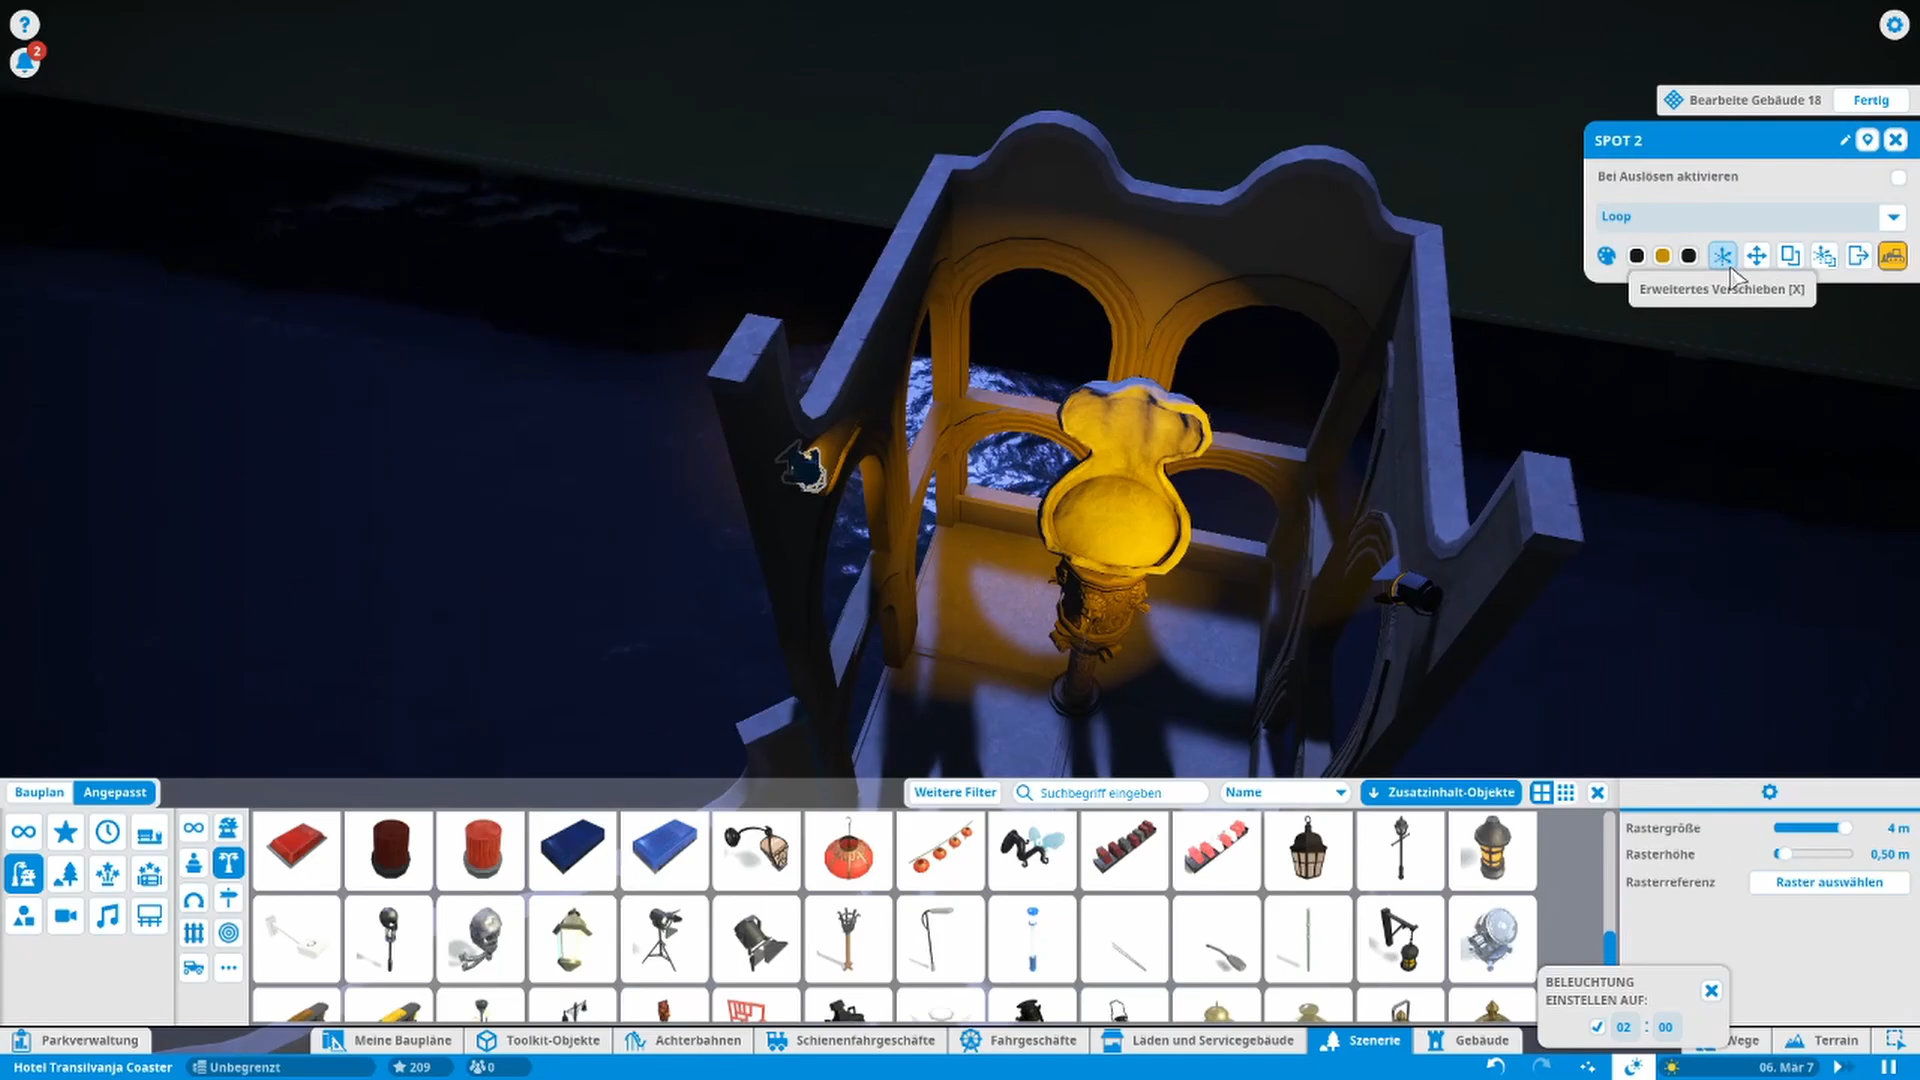 ?
2
Bearbeite Gebäude 18
Fertig
SPOT 2
Bei Auslösen aktivieren
Loop
Erweitertes Verschieben [X]
Bauplan
Angepasst
Weitere Filter
Suchbegriff eingeben
Name
Zusatzinhalt-Objekte
Rastergröße
4 m
Rasterhöhe
0,50 m
Rasterreferenz
Raster auswählen
BELEUCHTUNG
EINSTELLEN AUF:
02 : 00
Parkverwaltung
Meine Baupläne
Toolkit-Objekte
Achterbahnen
Schienenfahrgeschäfte
Fahrgeschäfte
Läden und Servicegebäude
Szenerie
Gebäude
Wege
Terrain
Hotel Transilvanja Coaster
Unbegrenzt
209
0
06. Mär 7